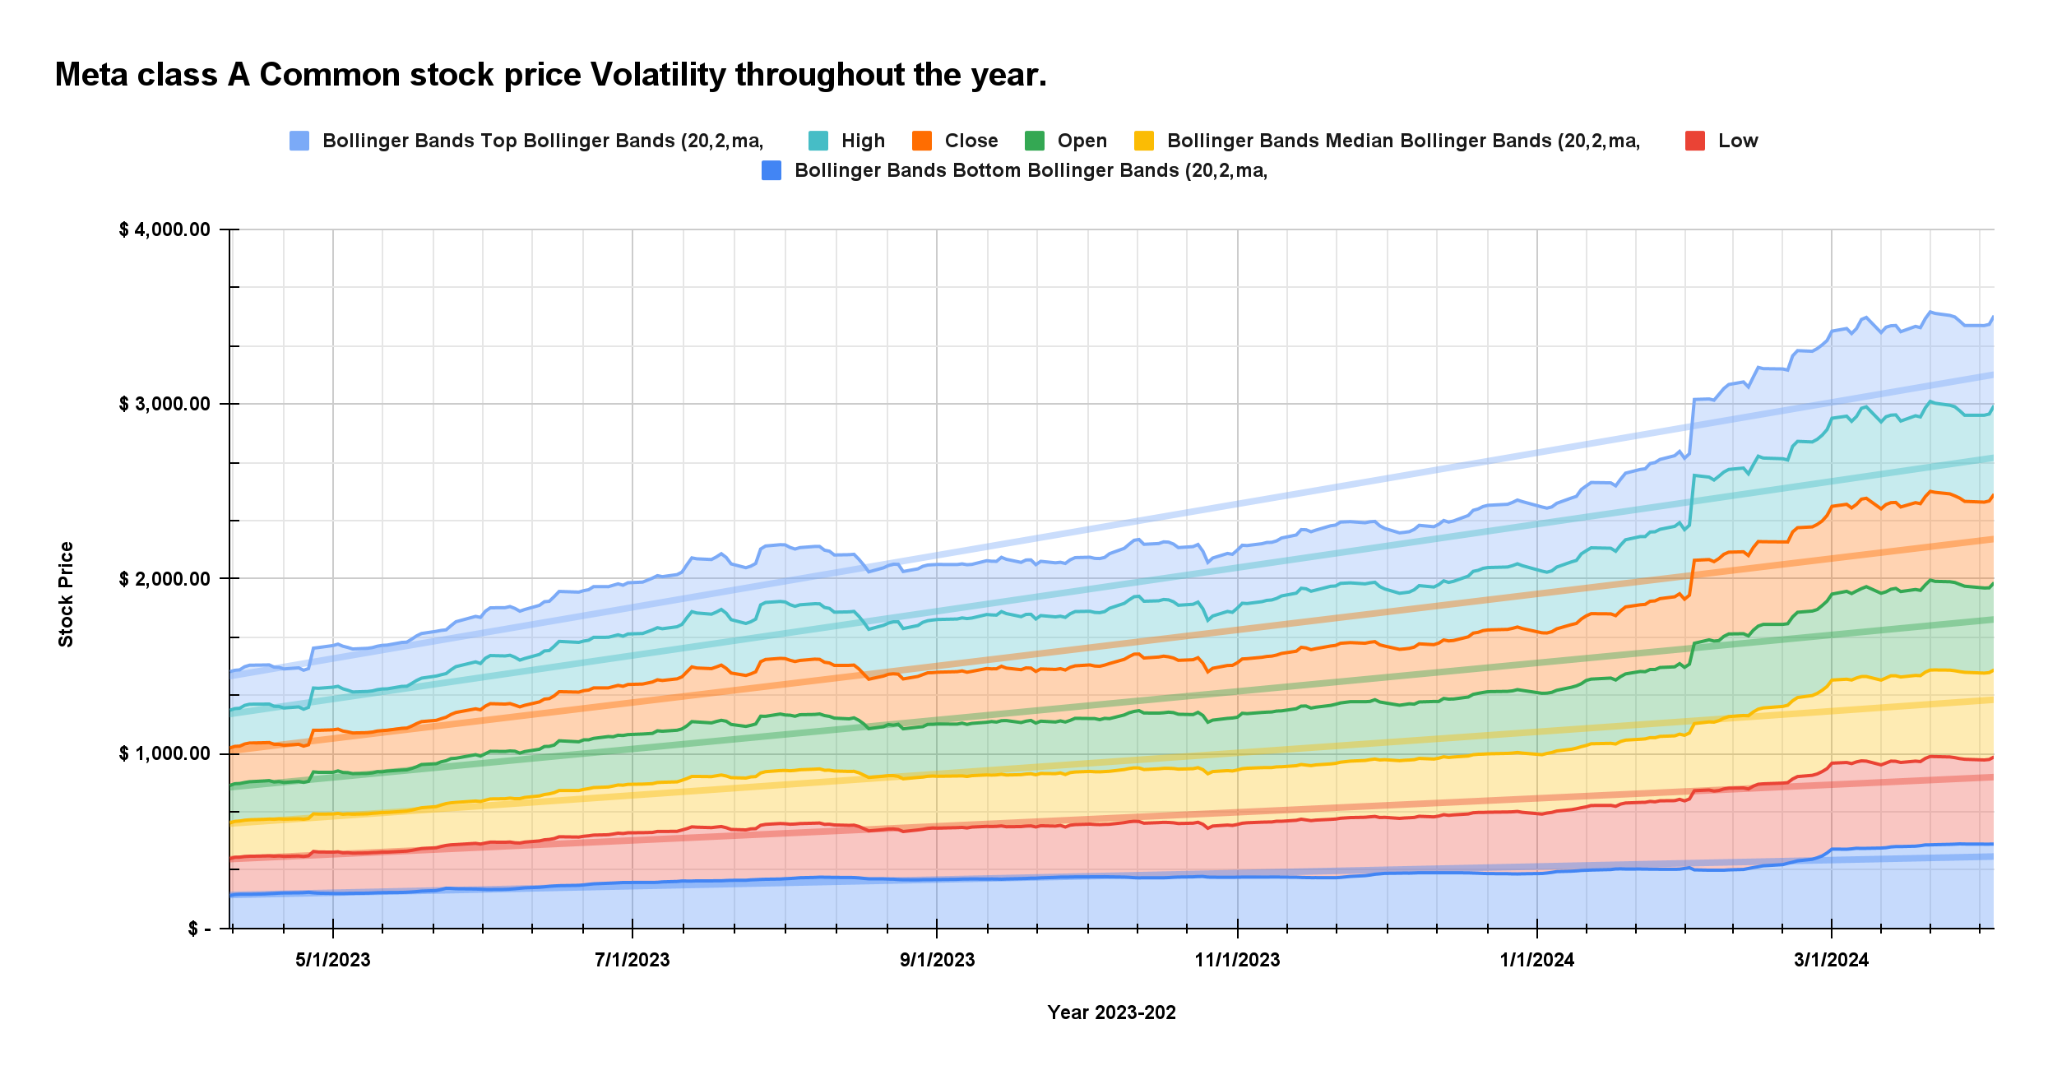 Meta class A Common stock price Volatility throughout the year.
Bollinger Bands Top Bollinger Bands (20,2,ma, High Close Open Bollinger Bands Median Bollinger Bands (20,2,ma, Low
Bollinger Bands Bottom Bollinger Bands (20,2,ma,
$ 4,000.00
$ 3,000.00
$ 2,000.00
$ 1,000.00
$ -
Stock Price
5/1/2023 7/1/2023 9/1/2023 11/1/2023 1/1/2024 3/1/2024
Year 2023-202